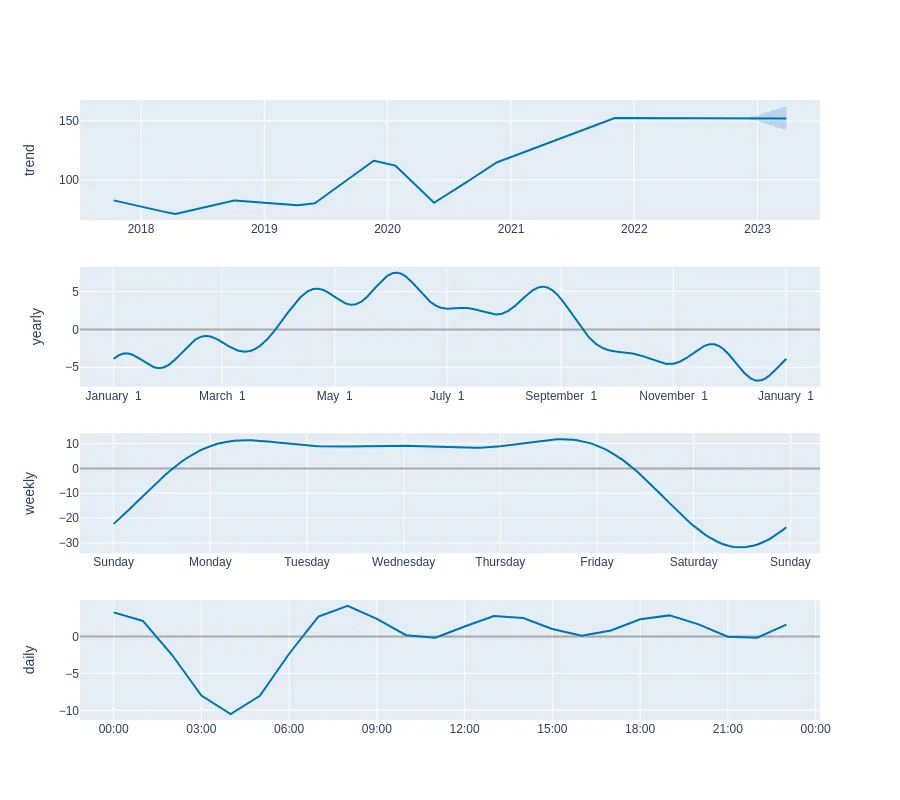 150
100
trend
2018 2019 2020 2021 2022 2023
5
0
−5
yearly
January 1 March 1 May 1 July 1 September 1 November 1 January 1
10
0
−10
−20
−30
weekly
Sunday Monday Tuesday Wednesday Thursday Friday Saturday Sunday
0
−5
−10
daily
00:00 03:00 06:00 09:00 12:00 15:00 18:00 21:00 00:00